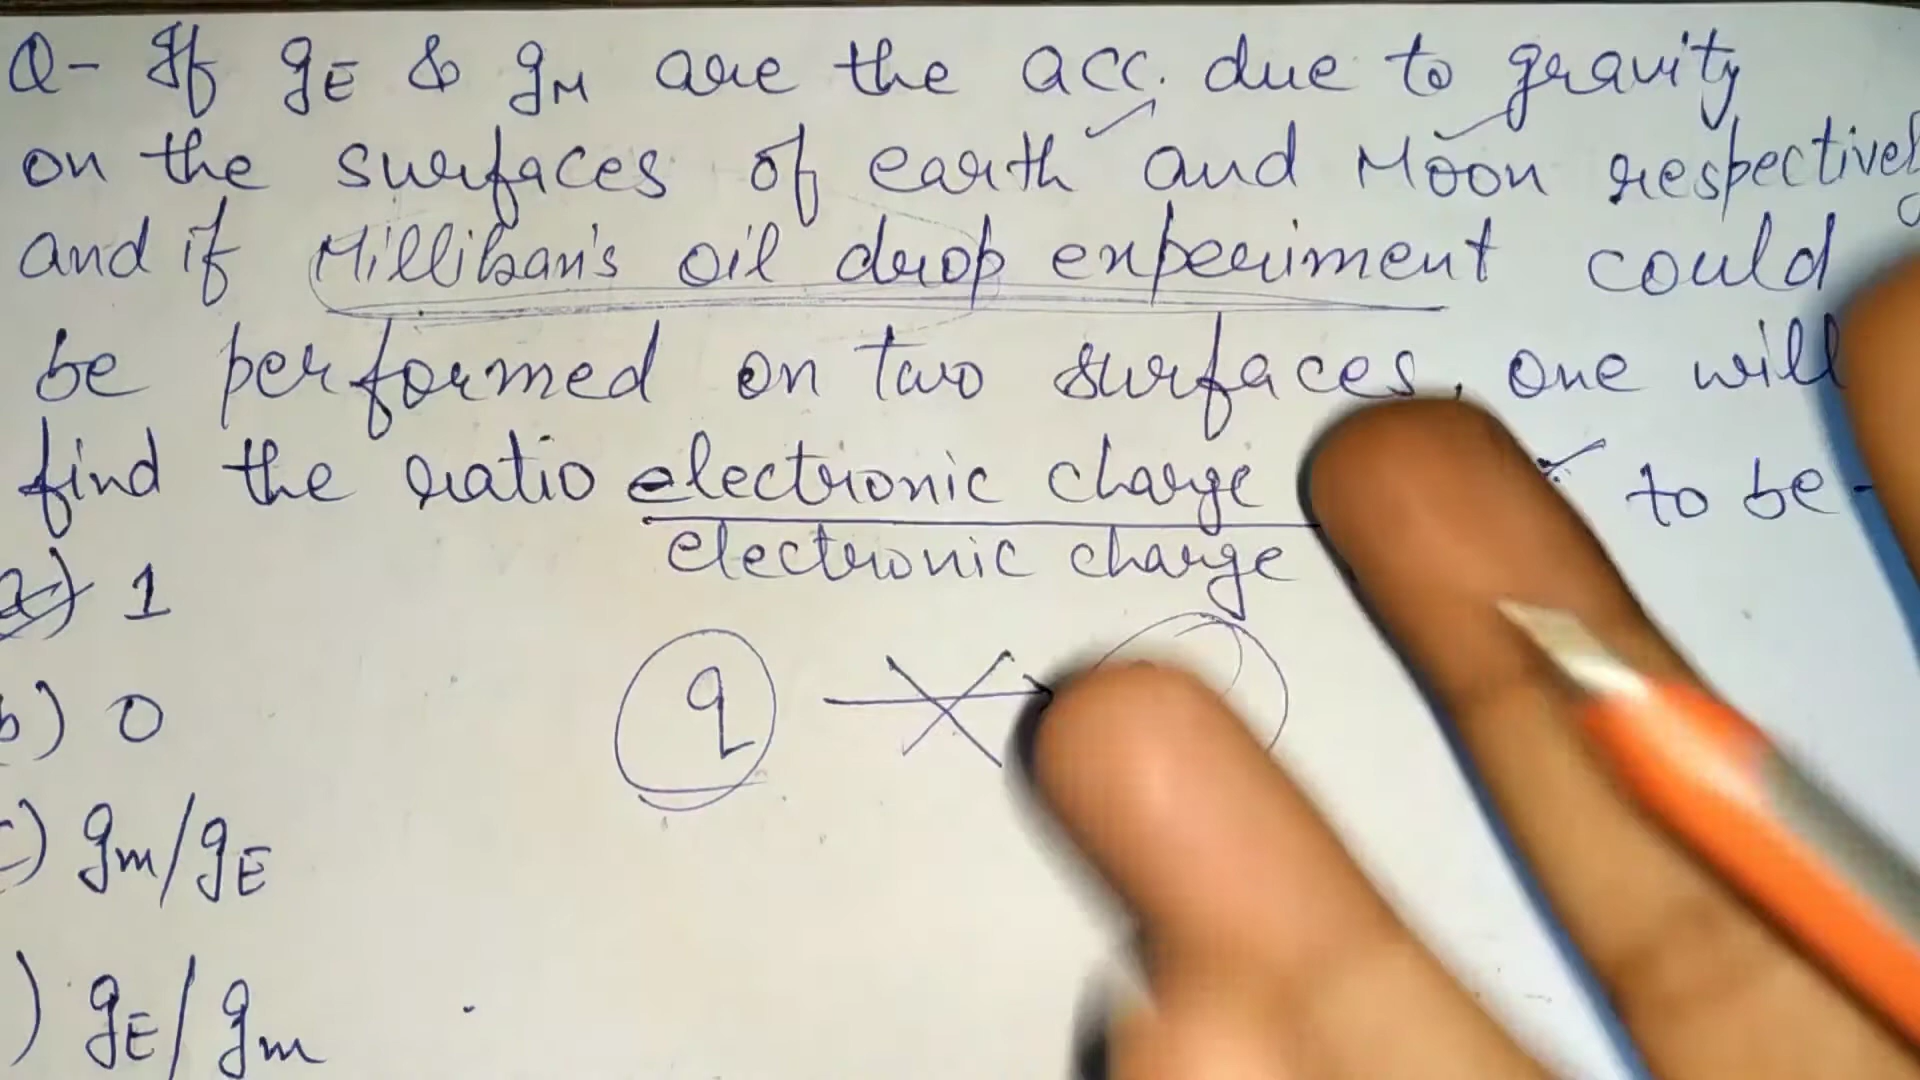 Q- If gE & gM are the acc. due to gravity
on the surfaces of earth and Moon respectively
and if Millikan's oil drop experiment could
be performed on two surfaces, one will
find the ratio electronic charge to be-
electronic charge
a) 1
q
b) 0
c) gm/gE
) gE/gm